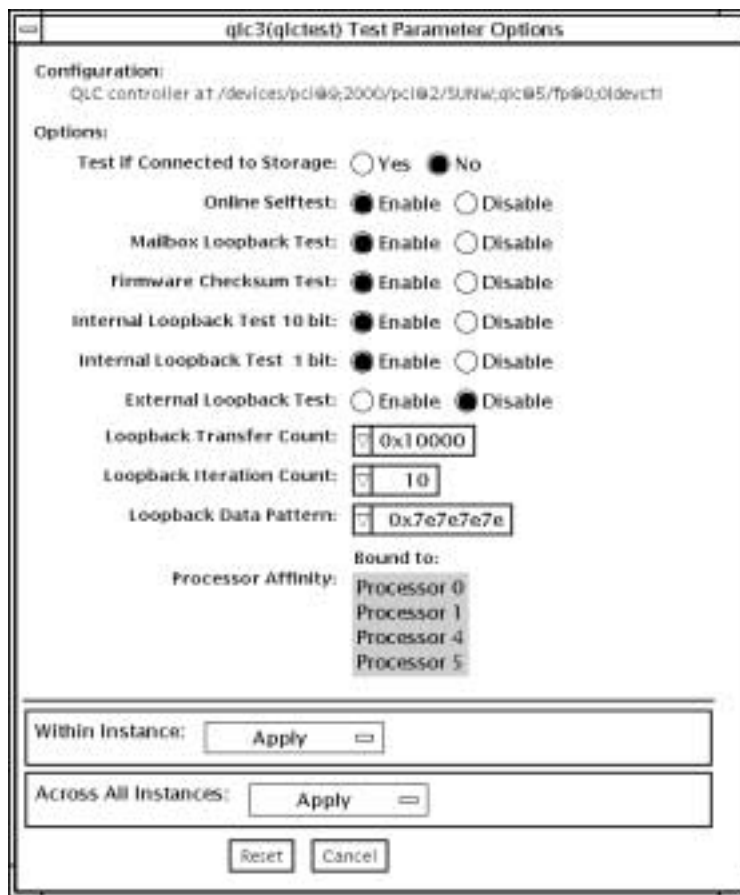 qlc3(qlctest) Test Parameter Options
Configuration:
QLC controller at /devices/pci@9,2000/pci@2/SUNW,qlc@5/fp@0,0:devctl
Options:
Test if Connected to Storage: Yes No
Online Selftest: Enable Disable
Mailbox Loopback Test: Enable Disable
Firmware Checksum Test: Enable Disable
Internal Loopback Test 10 bit: Enable Disable
Internal Loopback Test 1 bit: Enable Disable
External Loopback Test: Enable Disable
Loopback Transfer Count: 0x10000
Loopback Iteration Count: 10
Loopback Data Pattern: 0x7e7e7e7e
Bound to:
Processor Affinity:
Processor 0
Processor 1
Processor 4
Processor 5
Within Instance: Apply
Across All Instances: Apply
Reset Cancel